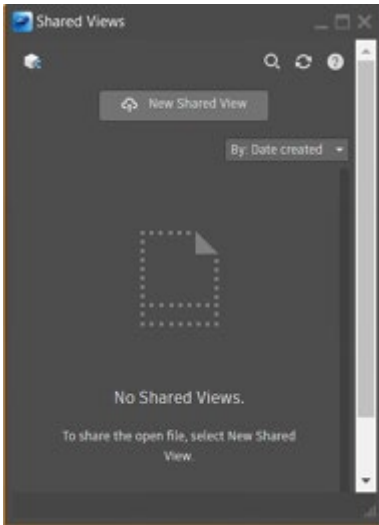 Shared Views
New Shared View
By: Date created
No Shared Views.
To share the open file, select New Shared
View.